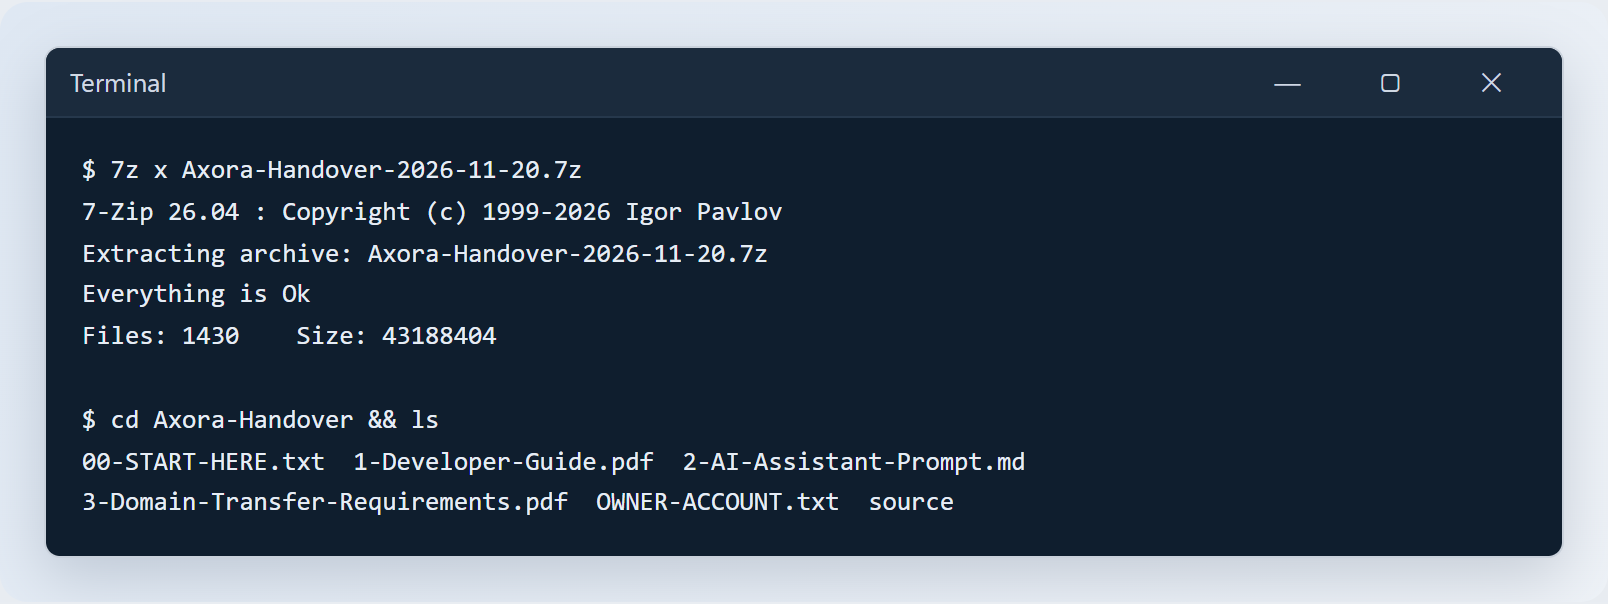 Terminal
$ 7z x Axora-Handover-2026-11-20.7z
7-Zip 26.04 : Copyright (c) 1999-2026 Igor Pavlov
Extracting archive: Axora-Handover-2026-11-20.7z
Everything is Ok
Files: 1430    Size: 43188404
$ cd Axora-Handover && ls
00-START-HERE.txt  1-Developer-Guide.pdf  2-AI-Assistant-Prompt.md
3-Domain-Transfer-Requirements.pdf  OWNER-ACCOUNT.txt  source